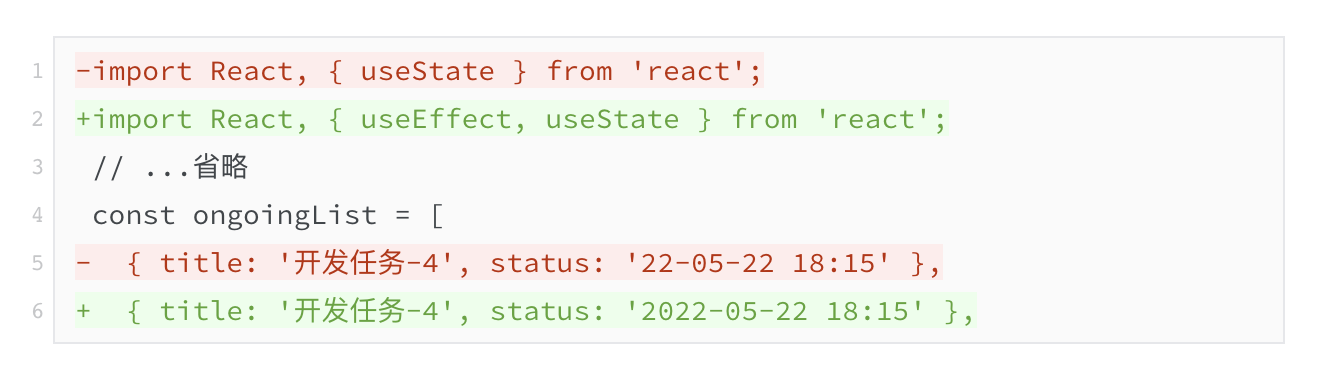 1 -import React, { useState } from 'react';
2 +import React, { useEffect, useState } from 'react';
3  // ...省略
4  const ongoingList = [
5 -  { title: '开发任务-4', status: '22-05-22 18:15' },
6 +  { title: '开发任务-4', status: '2022-05-22 18:15' },